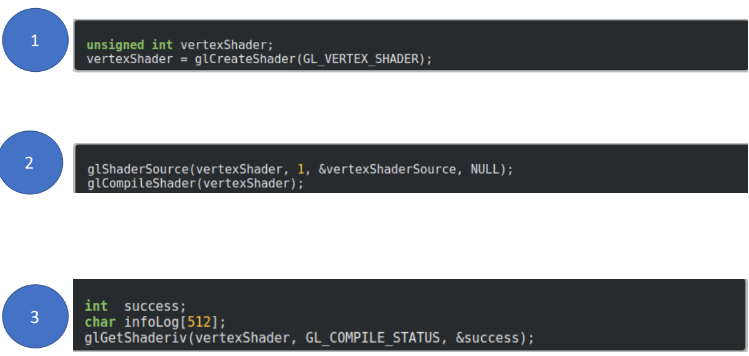 1
unsigned int vertexShader;
vertexShader = glCreateShader(GL_VERTEX_SHADER);
2
glShaderSource(vertexShader, 1, &vertexShaderSource, NULL);
glCompileShader(vertexShader);
3
int  success;
char infoLog[512];
glGetShaderiv(vertexShader, GL_COMPILE_STATUS, &success);